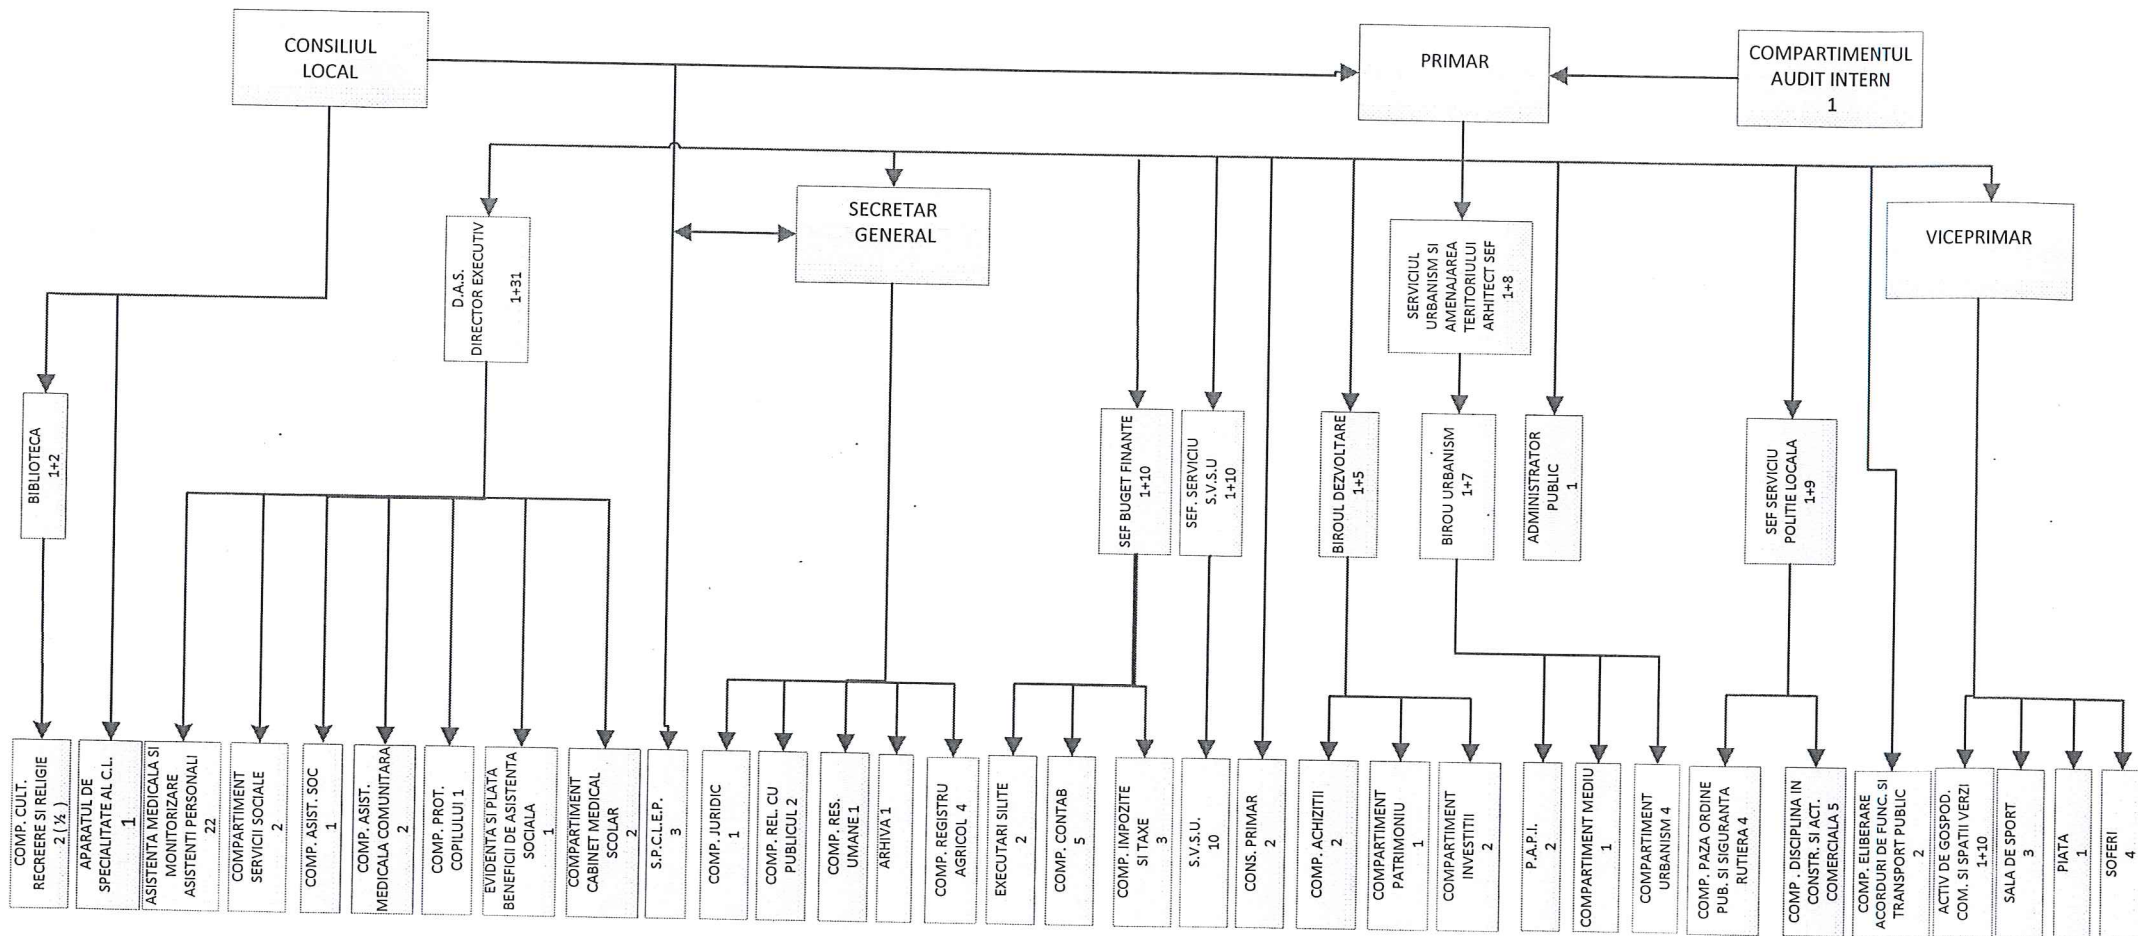 CONSILIUL
LOCAL
PRIMAR
COMPARTIMENTUL
AUDIT INTERN
1
SECRETAR
GENERAL
VICEPRIMAR
D.A.S.
DIRECTOR EXECUTIV
1+31
SERVICIUL
URBANISM SI
AMENAJAREA
TERITORIULUI
ARHITECT SEF
1+8
BIBLIOTECA
1+2
SEF BUGET FINANTE
1+10
SEF. SERVICIU
S.V.S.U
1+10
BIROUL DEZVOLTARE
1+5
BIROU URBANISM
1+7
ADMINISTRATOR
PUBLIC
1
SEF SERVICIU
POLITIE LOCALA
1+9
COMP. CULT.
RECREERE SI RELIGIE
2 (½ )
APARATUL DE
SPECIALITATE AL C.L.
1
ASISTENTA MEDICALA SI
MONITORIZARE
ASISTENTI PERSONALI
22
COMPARTIMENT
SERVICII SOCIALE
2
COMP. ASIST. SOC
1
COMP. ASIST.
MEDICALA COMUNITARA
2
COMP. PROT.
COPILULUI 1
EVIDENTA SI PLATA
BENEFICII DE ASISTENTA
SOCIALA
1
COMPARTIMENT
CABINET MEDICAL
SCOLAR
2
S.P.C.L.E.P.
3
COMP. JURIDIC
1
COMP. REL. CU
PUBLICUL 2
COMP. RES.
UMANE 1
ARHIVA 1
COMP. REGISTRU
AGRICOL 4
EXECUTARI SILITE
2
COMP. CONTAB
5
COMP. IMPOZITE
SI TAXE
3
S.V.S.U.
10
CONS. PRIMAR
2
COMP. ACHIZITII
2
COMPARTIMENT
PATRIMONIU
1
COMPARTIMENT
INVESTITII
2
P.A.P.I.
2
COMPARTIMENT MEDIU
1
COMPARTIMENT
URBANISM 4
COMP. PAZA ORDINE
PUB. SI SIGURANTA
RUTIERA 4
COMP . DISCIPLINA IN
CONSTR. SI ACT.
COMERCIALA 5
COMP. ELIBERARE
ACORDURI DE FUNC. SI
TRANSPORT PUBLIC
2
ACTIV DE GOSPOD.
COM. SI SPATII VERZI
1+10
SALA DE SPORT
3
PIATA
1
SOFERI
4